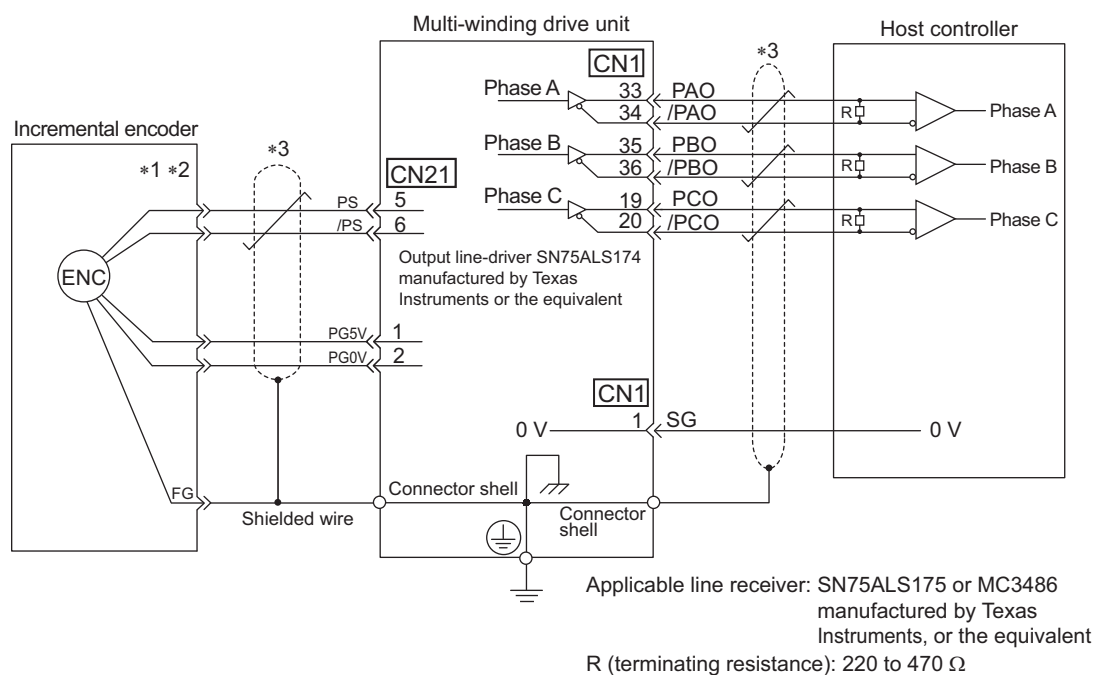 Multi-winding drive unit
Host controller
CN1
*3
Phase A
33
PAO
34
/PAO
R
Phase A
Incremental encoder
*1 *2
*3
Phase B
35
PBO
36
/PBO
R
Phase B
CN21
PS
5
/PS
6
Phase C
19
PCO
20
/PCO
R
Phase C
ENC
Output line-driver SN75ALS174
manufactured by Texas
Instruments or the equivalent
PG5V
1
PG0V
2
CN1
0 V
1
SG
0 V
FG
Shielded wire
Connector shell
Connector
shell
Applicable line receiver: SN75ALS175 or MC3486
manufactured by Texas
Instruments, or the equivalent
R (terminating resistance): 220 to 470 Ω